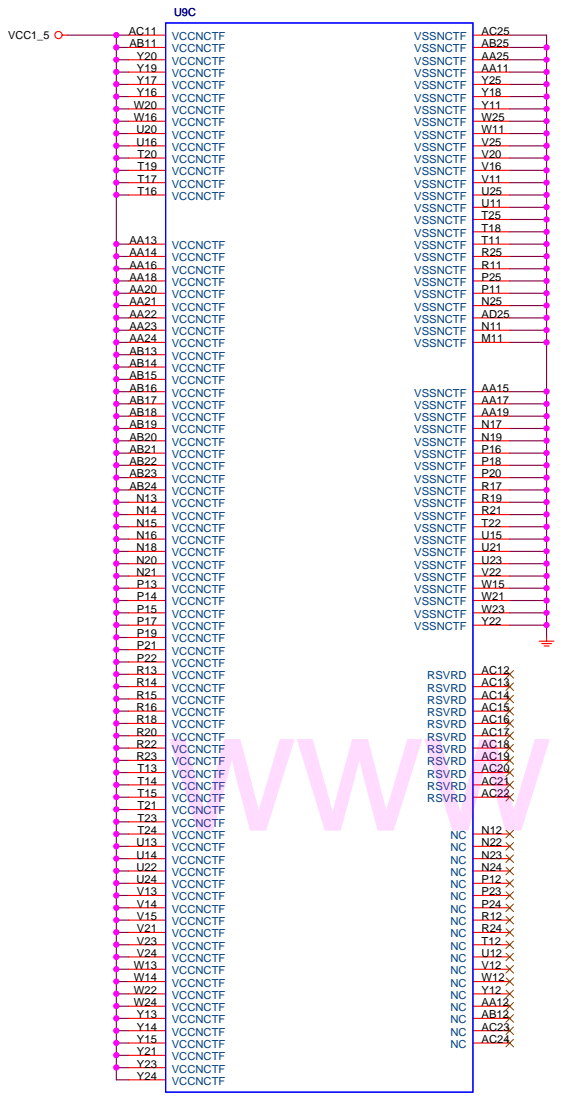 U9C
VCC1_5 AC11 VCCNCTF VSSNCTF AC25
AB11 VCCNCTF VSSNCTF AB25
Y20 VCCNCTF VSSNCTF AA25
Y19 VCCNCTF VSSNCTF AA11
Y17 VCCNCTF VSSNCTF Y25
Y16 VCCNCTF VSSNCTF Y18
W20 VCCNCTF VSSNCTF Y11
W16 VCCNCTF VSSNCTF W25
U20 VCCNCTF VSSNCTF W11
U16 VCCNCTF VSSNCTF V25
T20 VCCNCTF VSSNCTF V20
T19 VCCNCTF VSSNCTF V16
T17 VCCNCTF VSSNCTF V11
T16 VCCNCTF VSSNCTF U25
VSSNCTF U11
VSSNCTF T25
VSSNCTF T18
AA13 VCCNCTF VSSNCTF T11
AA14 VCCNCTF VSSNCTF R25
AA16 VCCNCTF VSSNCTF R11
AA18 VCCNCTF VSSNCTF P25
AA20 VCCNCTF VSSNCTF P11
AA21 VCCNCTF VSSNCTF N25
AA22 VCCNCTF VSSNCTF AD25
AA23 VCCNCTF VSSNCTF N11
AA24 VCCNCTF VSSNCTF M11
AB13 VCCNCTF
AB14 VCCNCTF
AB15 VCCNCTF
AB16 VCCNCTF VSSNCTF AA15
AB17 VCCNCTF VSSNCTF AA17
AB18 VCCNCTF VSSNCTF AA19
AB19 VCCNCTF VSSNCTF N17
AB20 VCCNCTF VSSNCTF N19
AB21 VCCNCTF VSSNCTF P16
AB22 VCCNCTF VSSNCTF P18
AB23 VCCNCTF VSSNCTF P20
AB24 VCCNCTF VSSNCTF R17
N13 VCCNCTF VSSNCTF R19
N14 VCCNCTF VSSNCTF R21
N15 VCCNCTF VSSNCTF T22
N16 VCCNCTF VSSNCTF U15
N18 VCCNCTF VSSNCTF U21
N20 VCCNCTF VSSNCTF U23
N21 VCCNCTF VSSNCTF V22
P13 VCCNCTF VSSNCTF W15
P14 VCCNCTF VSSNCTF W21
P15 VCCNCTF VSSNCTF W23
P17 VCCNCTF VSSNCTF Y22
P19 VCCNCTF
P21 VCCNCTF
P22 VCCNCTF
R13 VCCNCTF RSVRD AC12
R14 VCCNCTF RSVRD AC13
R15 VCCNCTF RSVRD AC14
R16 VCCNCTF RSVRD AC15
R18 VCCNCTF RSVRD AC16
R20 VCCNCTF RSVRD AC17
R22 VCCNCTF RSVRD AC18
R23 VCCNCTF RSVRD AC19
T13 VCCNCTF RSVRD AC20
T14 VCCNCTF RSVRD AC21
T15 VCCNCTF RSVRD AC22
www
T21 VCCNCTF
T23 VCCNCTF
T24 VCCNCTF NC N12
U13 VCCNCTF NC N22
U14 VCCNCTF NC N23
U22 VCCNCTF NC N24
U24 VCCNCTF NC P12
V13 VCCNCTF NC P23
V14 VCCNCTF NC P24
V15 VCCNCTF NC R12
V21 VCCNCTF NC R24
V23 VCCNCTF NC T12
V24 VCCNCTF NC U12
W13 VCCNCTF NC V12
W14 VCCNCTF NC W12
W22 VCCNCTF NC Y12
W24 VCCNCTF NC AA12
Y13 VCCNCTF NC AB12
Y14 VCCNCTF NC AC23
Y15 VCCNCTF NC AC24
Y21 VCCNCTF
Y23 VCCNCTF
Y24 VCCNCTF